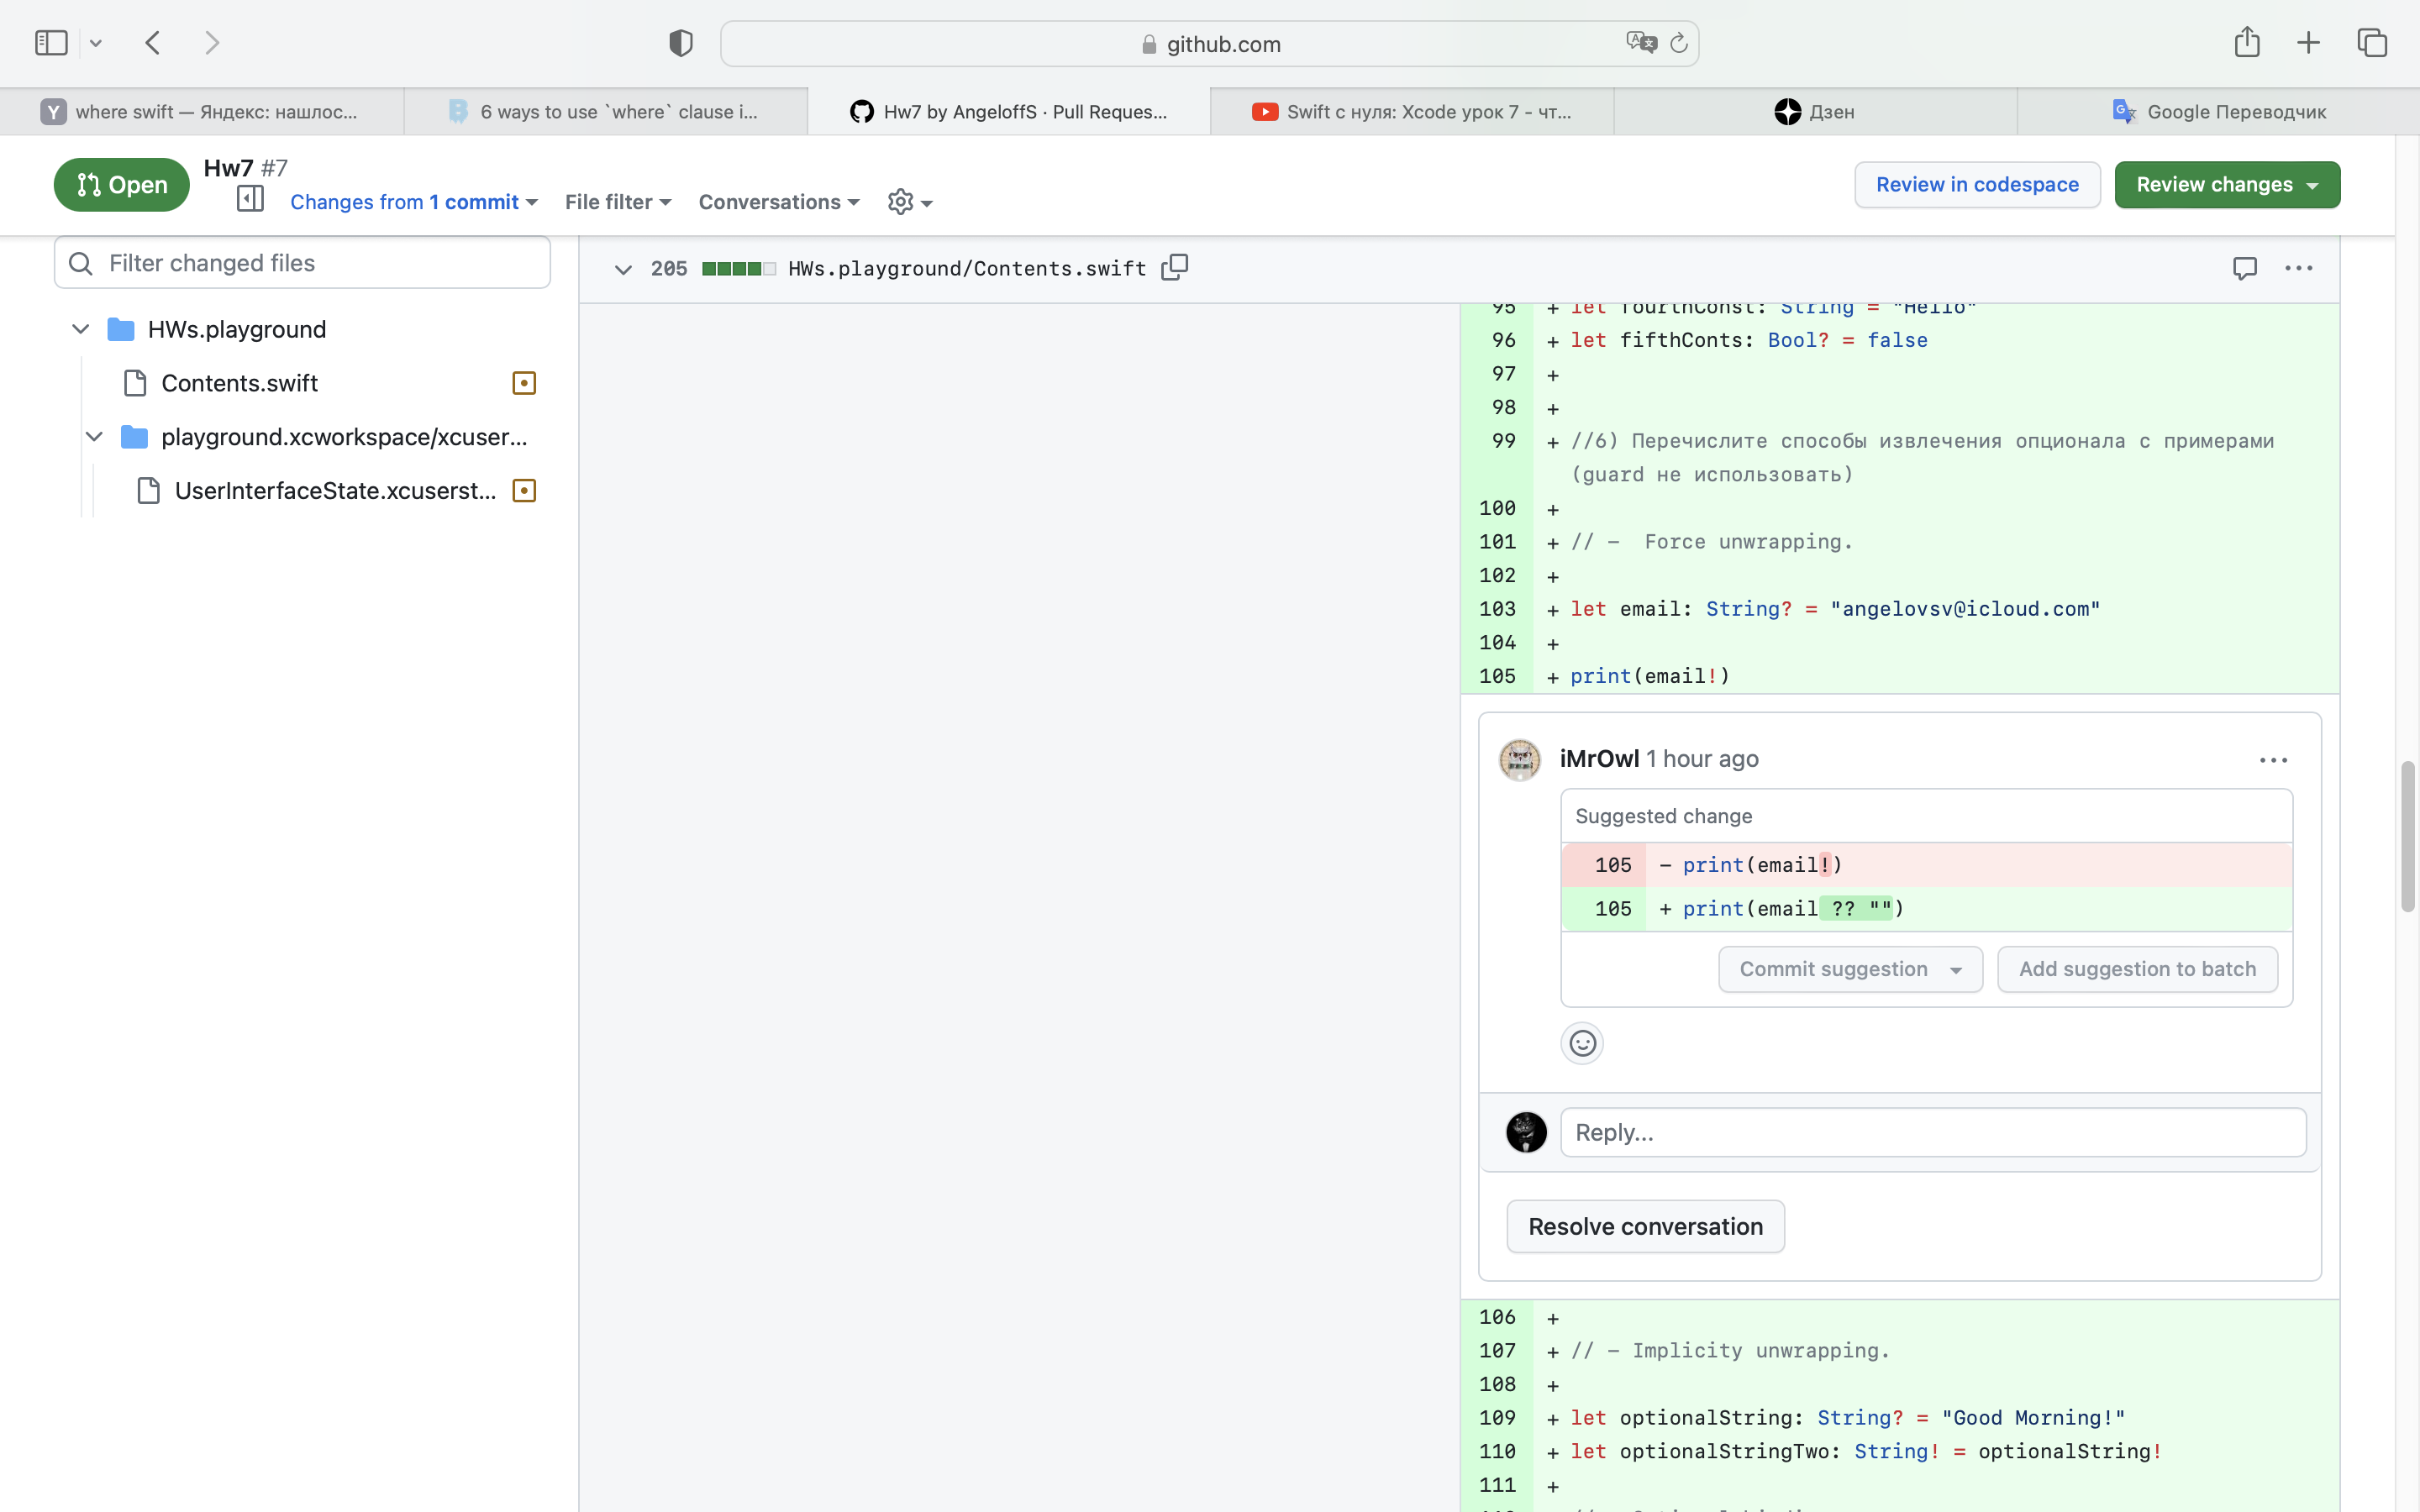 github.com
where swift — Яндекс: нашлос...
6 ways to use `where` clause i...
Hw7 by AngeloffS · Pull Reques...
Swift с нуля: Xcode урок 7 - чт...
Дзен
Google Переводчик
Open
Hw7 #7
Changes from 1 commit
File filter
Conversations
Review in codespace
Review changes
Filter changed files
HWs.playground
Contents.swift
playground.xcworkspace/xcuser...
UserInterfaceState.xcuserst...
205 HWs.playground/Contents.swift
95 + let fourthConst: String = "Hello"
96 + let fifthConts: Bool? = false
97 +
98 +
99 + //6) Перечислите способы извлечения опционала с примерами
(guard не использовать)
100 +
101 + // – Force unwrapping.
102 +
103 + let email: String? = "angelovsv@icloud.com"
104 +
105 + print(email!)
iMrOwl 1 hour ago
Suggested change
105 - print(email!)
105 + print(email ?? "")
Commit suggestion
Add suggestion to batch
Reply...
Resolve conversation
106 +
107 + // – Implicity unwrapping.
108 +
109 + let optionalString: String? = "Good Morning!"
110 + let optionalStringTwo: String! = optionalString!
111 +